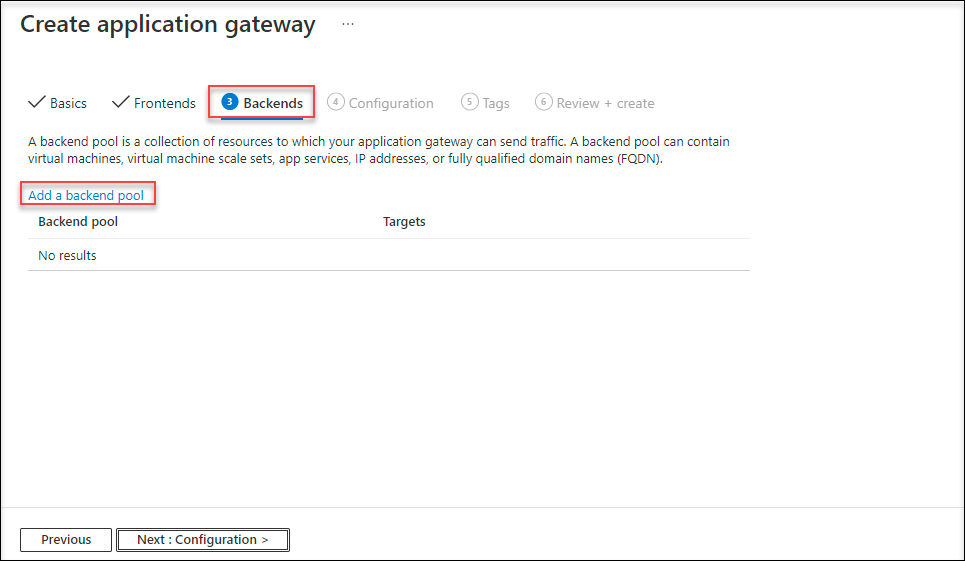 Create application gateway ...
Basics Frontends 3 Backends 4 Configuration 5 Tags 6 Review + create
A backend pool is a collection of resources to which your application gateway can send traffic. A backend pool can contain
virtual machines, virtual machine scale sets, app services, IP addresses, or fully qualified domain names (FQDN).
Add a backend pool
Backend pool Targets
No results
Previous Next : Configuration >